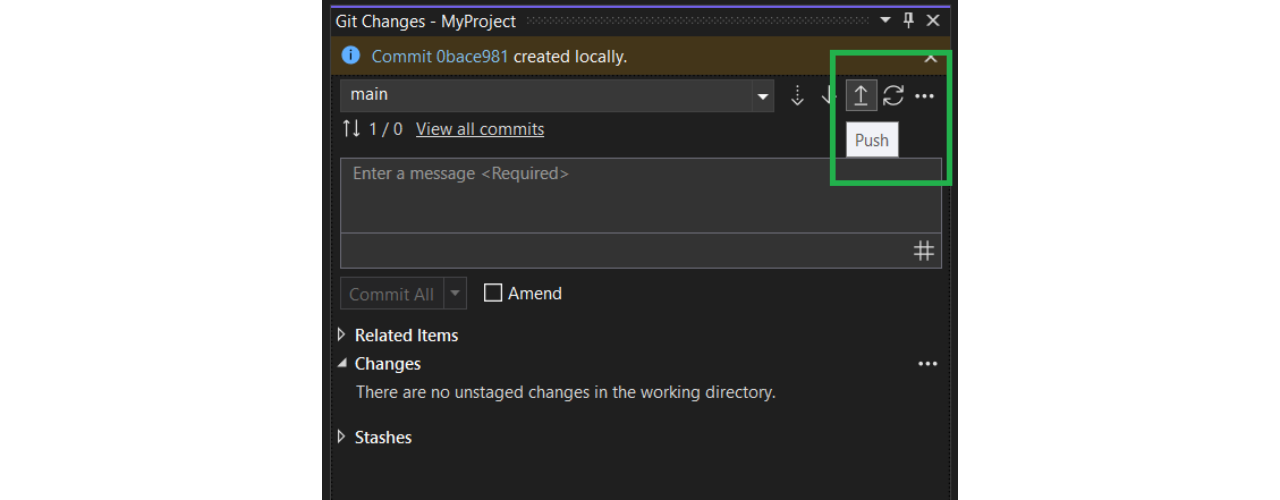 Git Changes - MyProject
Commit 0bace981 created locally.
main
1 / 0 View all commits
Push
Enter a message <Required>
Commit All Amend
Related Items
Changes
There are no unstaged changes in the working directory.
Stashes